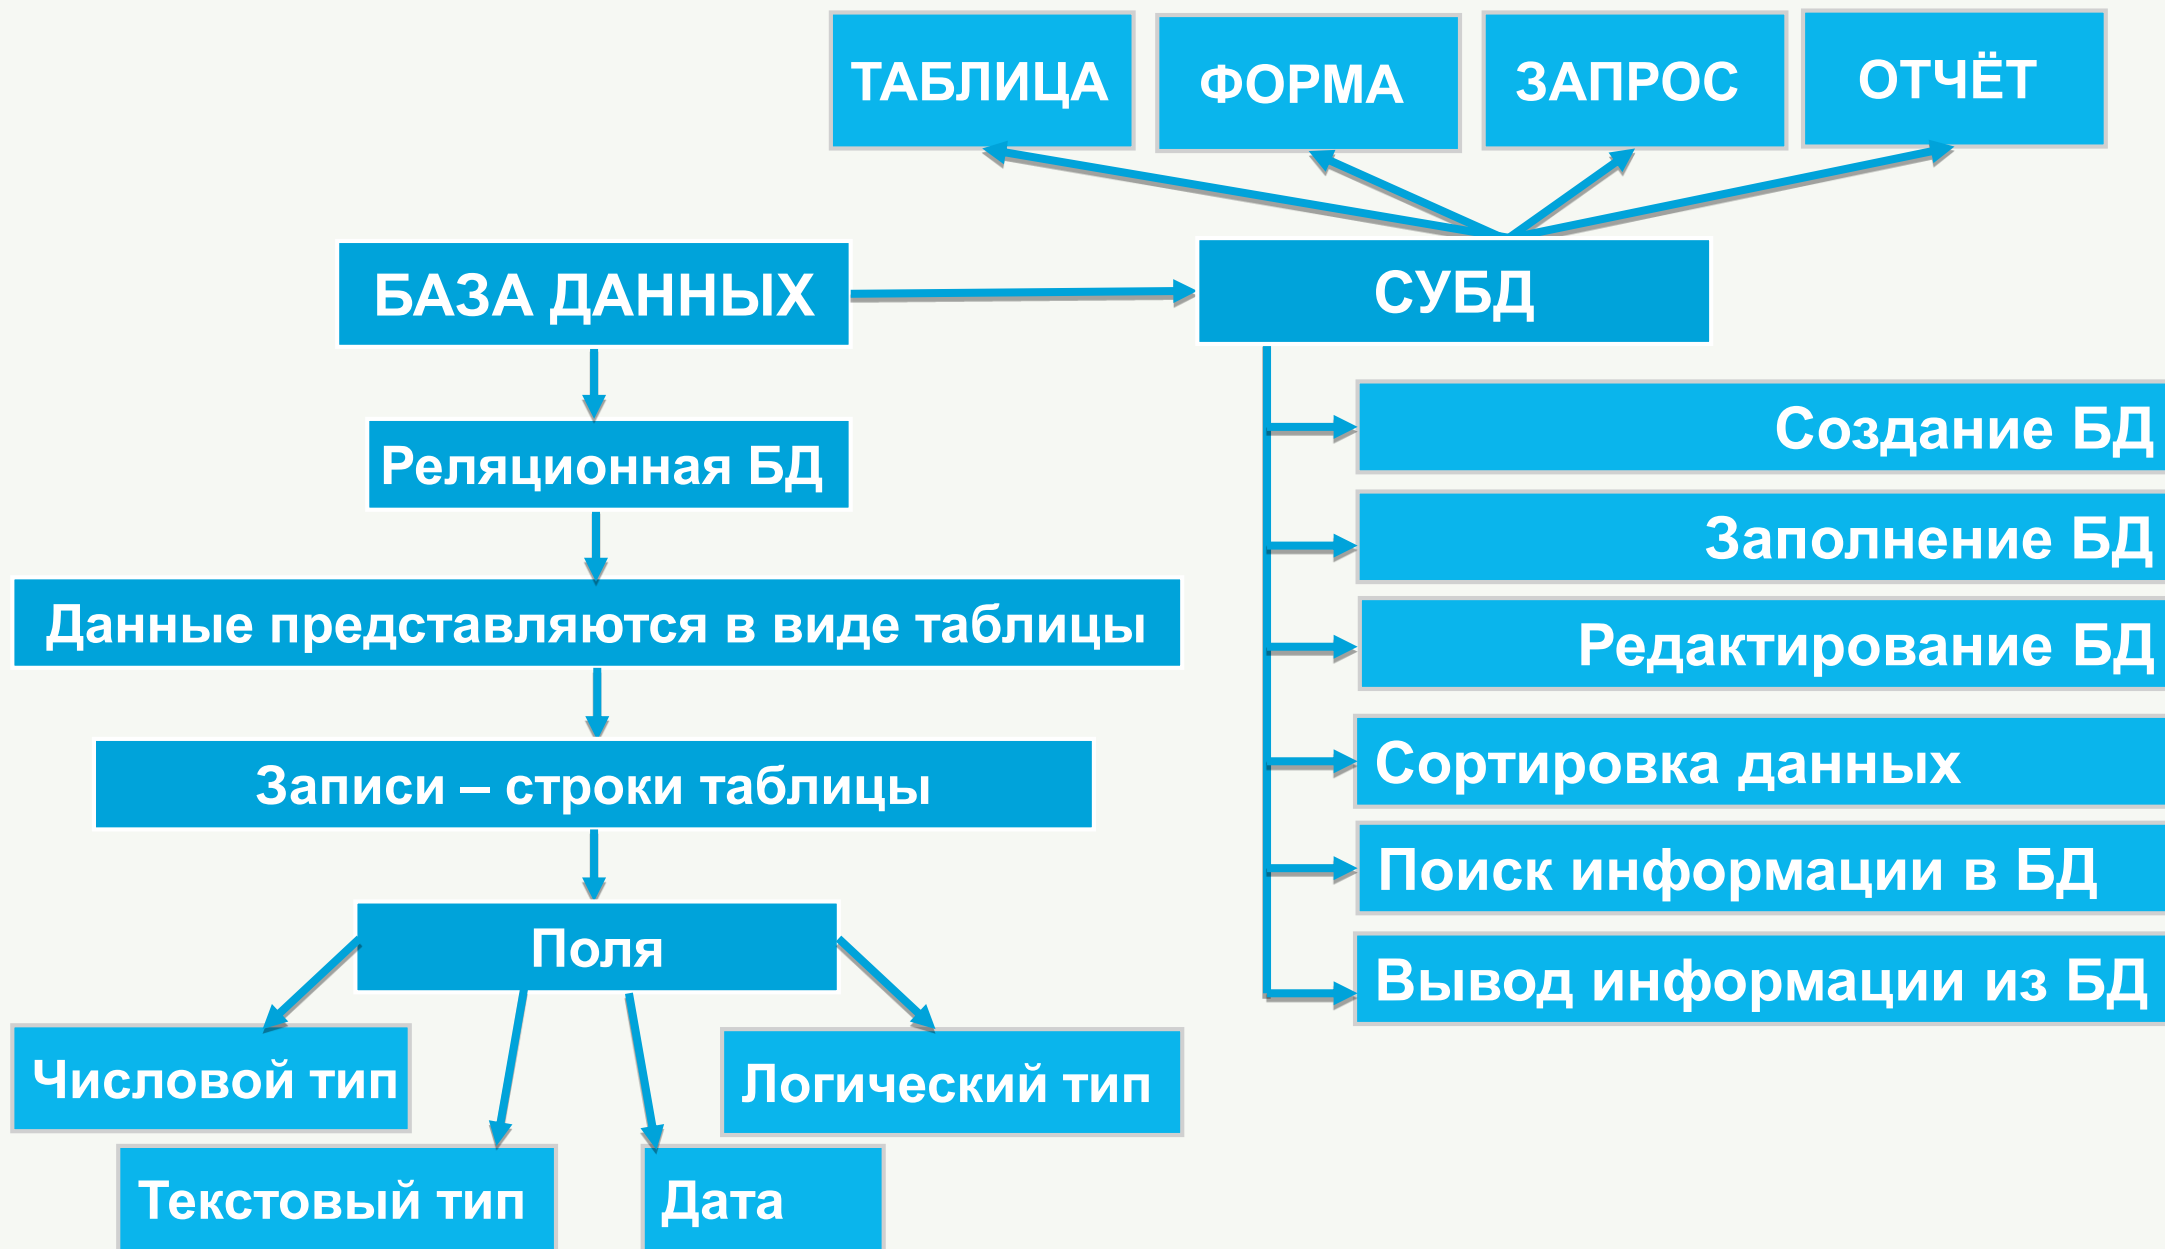 ТАБЛИЦА
ФОРМА
ЗАПРОС
ОТЧЁТ
БАЗА ДАННЫХ
СУБД
Реляционная БД
Данные представляются в виде таблицы
Записи – строки таблицы
Поля
Числовой тип
Текстовый тип
Дата
Логический тип
Создание БД
Заполнение БД
Редактирование БД
Сортировка данных
Поиск информации в БД
Вывод информации из БД